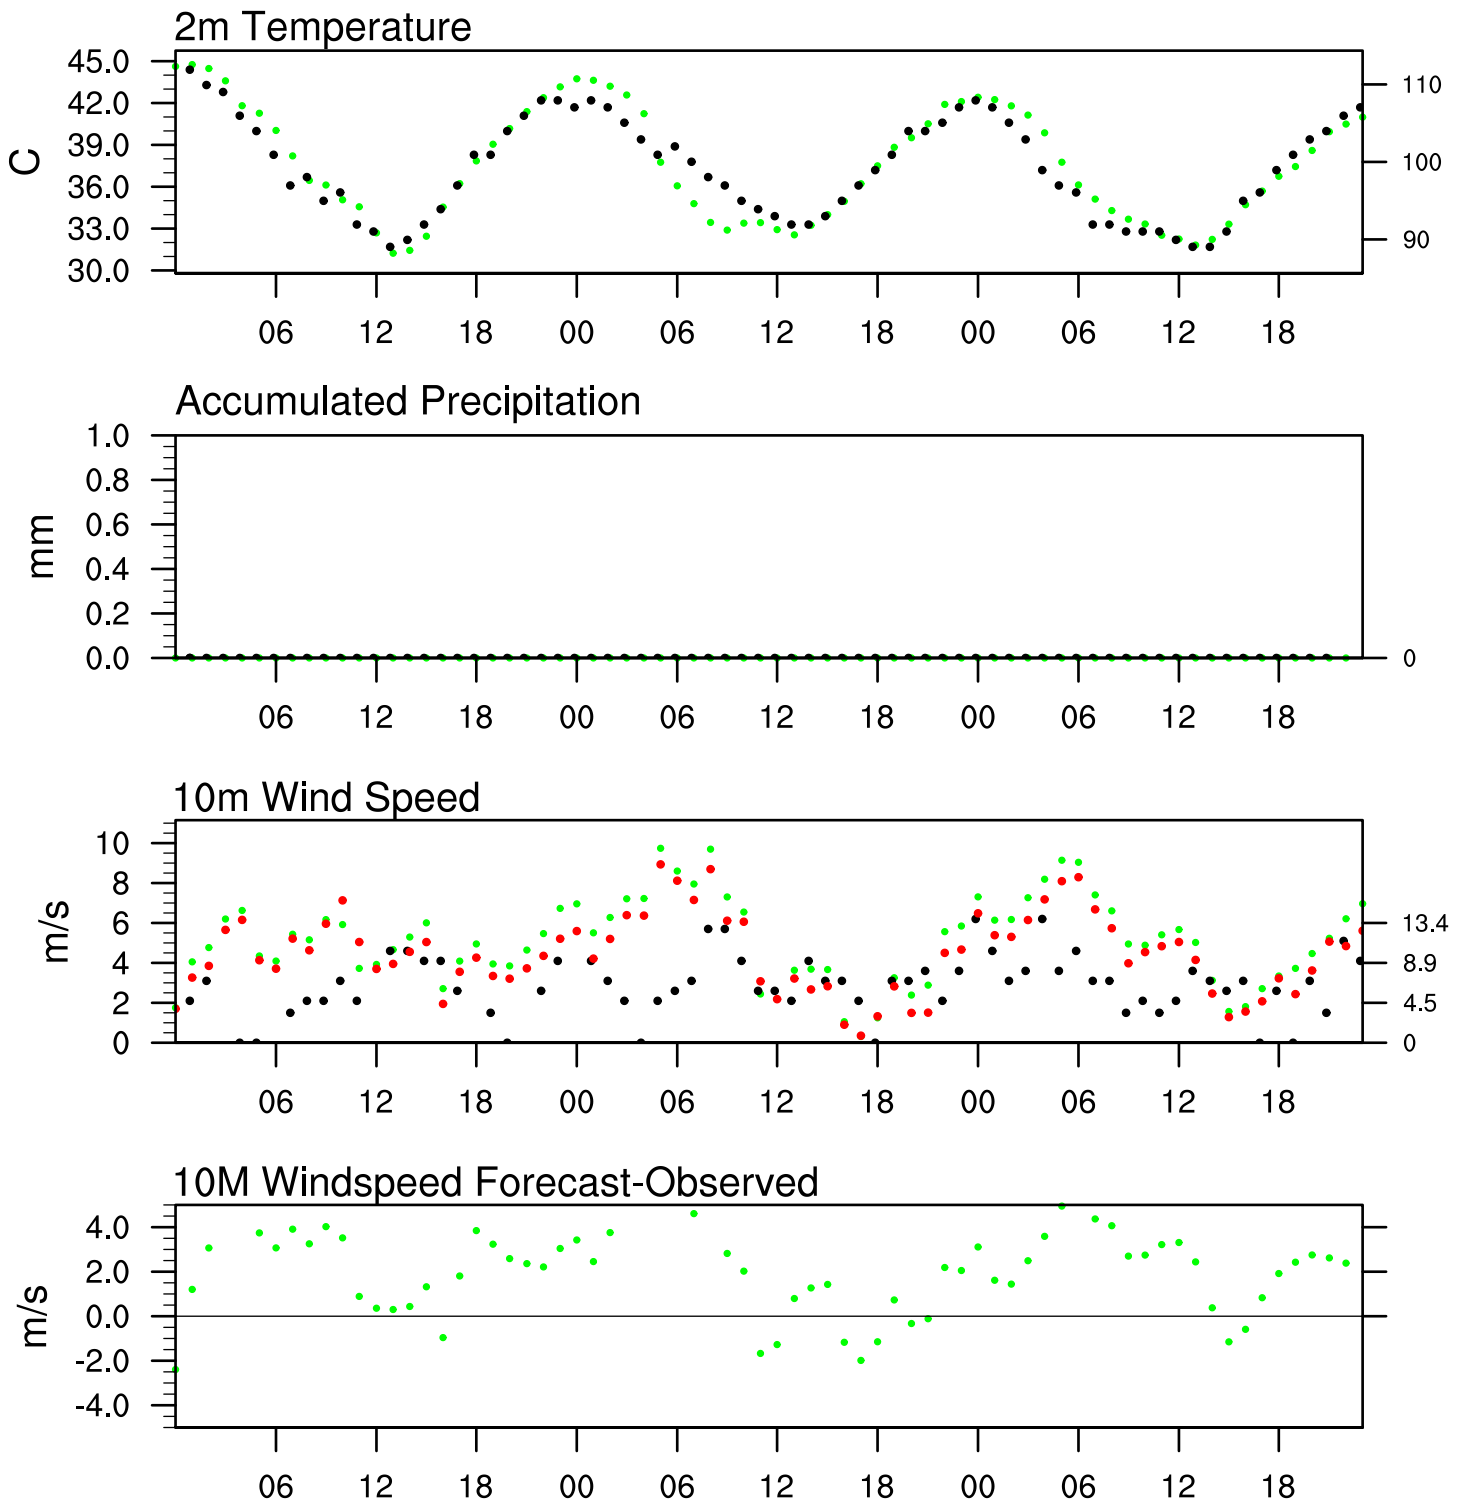 2m Temperature
45.0
42.0
39.0
36.0
33.0
30.0
C
110
100
90
06 12 18 00 06 12 18 00 06 12 18
Accumulated Precipitation
1.0
0.8
0.6
0.4
0.2
0.0
mm
0
06 12 18 00 06 12 18 00 06 12 18
10m Wind Speed
10
8
6
4
2
0
m/s
13.4
8.9
4.5
0
06 12 18 00 06 12 18 00 06 12 18
10M Windspeed Forecast-Observed
4.0
2.0
0.0
-2.0
-4.0
m/s
06 12 18 00 06 12 18 00 06 12 18